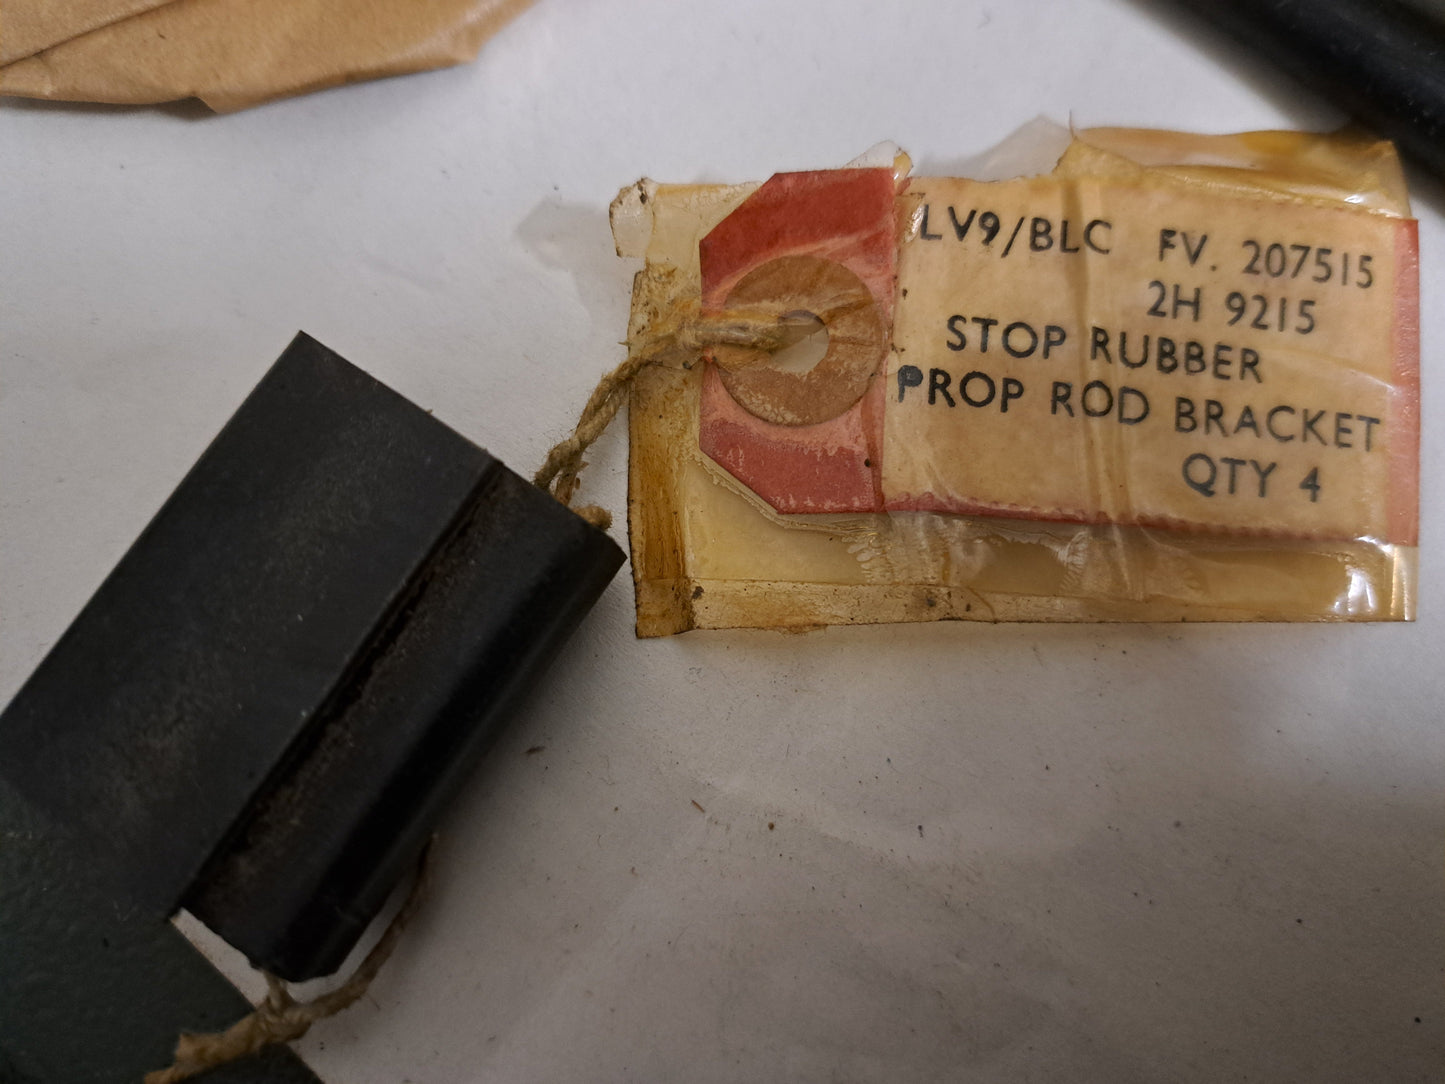 LV9/BLC FV. 207515
2H 9215
STOP RUBBER
PROP ROD BRACKET
QTY 4